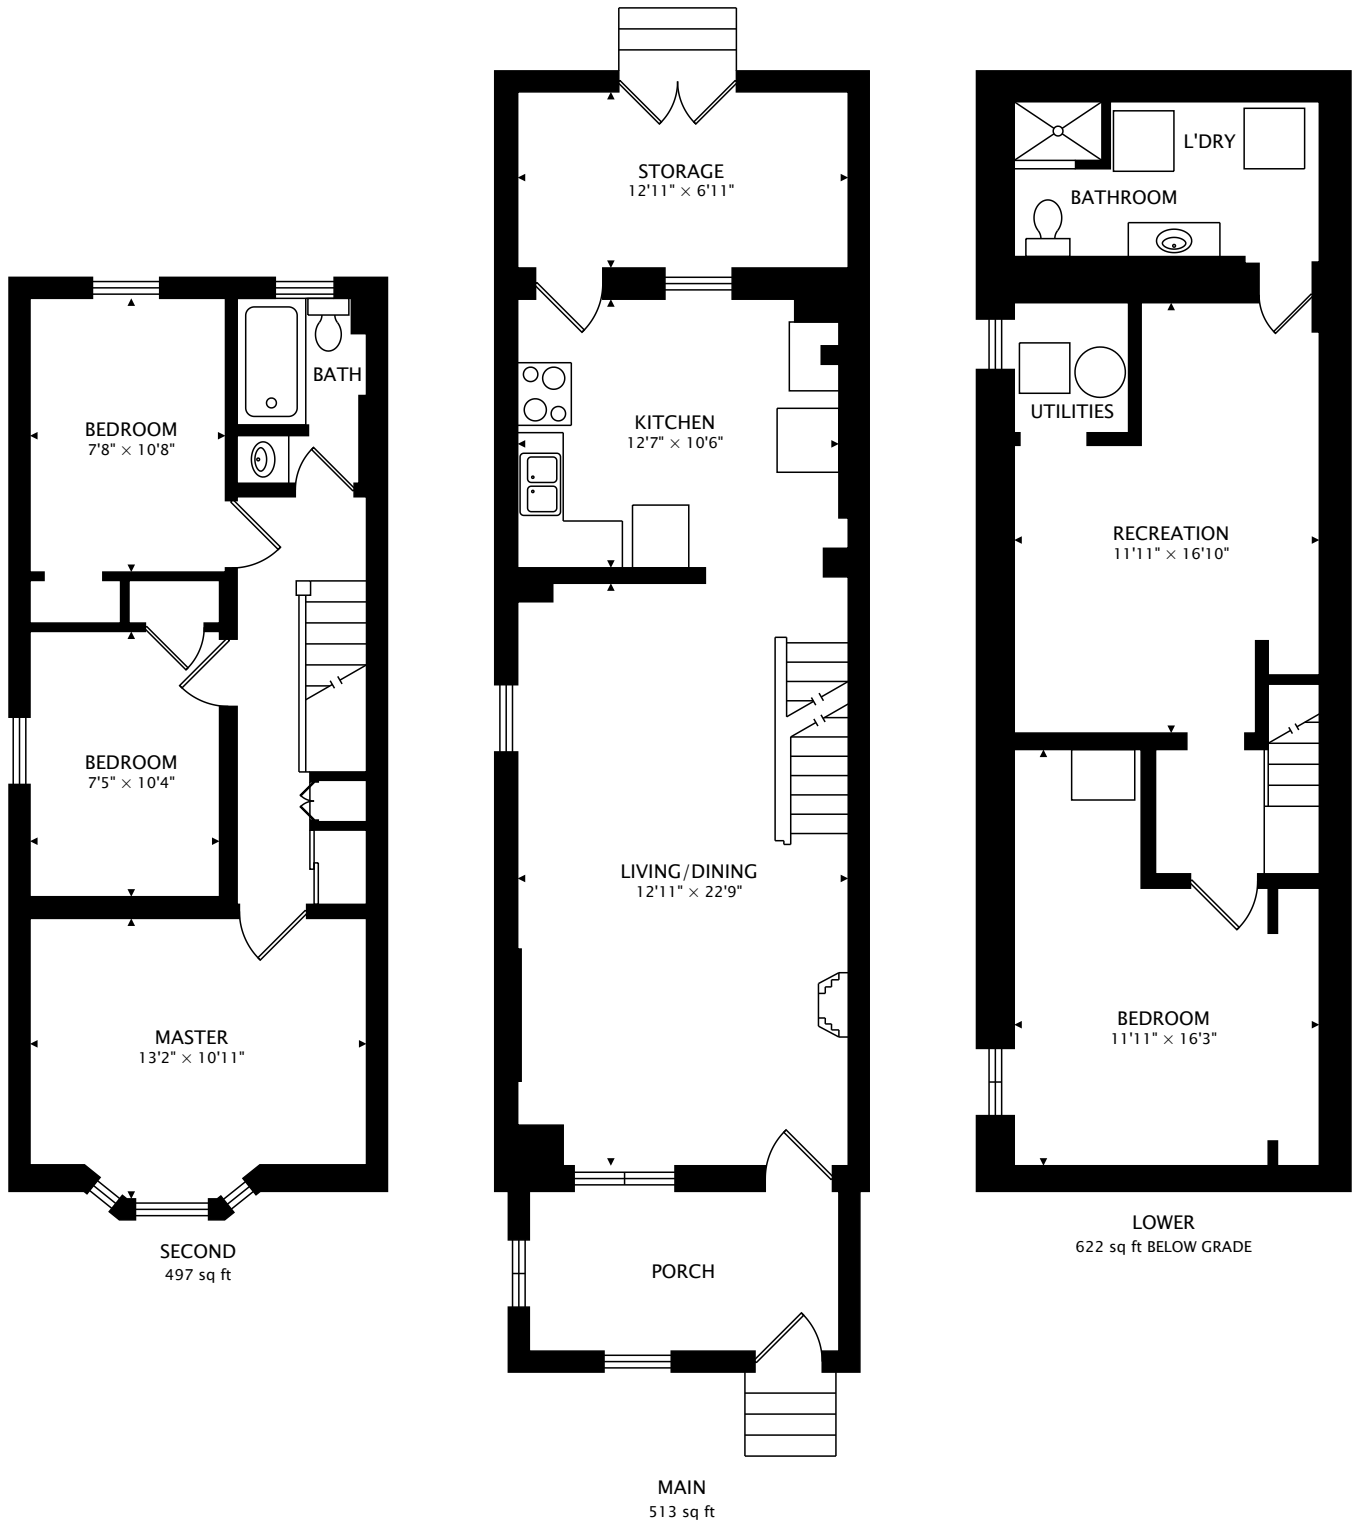 BATH
BEDROOM
7'8" × 10'8"
BEDROOM
7'5" × 10'4"
MASTER
13'2" × 10'11"
SECOND
497 sq ft
STORAGE
12'11" × 6'11"
KITCHEN
12'7" × 10'6"
LIVING/DINING
12'11" × 22'9"
PORCH
MAIN
513 sq ft
L'DRY
BATHROOM
UTILITIES
RECREATION
11'11" × 16'10"
BEDROOM
11'11" × 16'3"
LOWER
622 sq ft BELOW GRADE